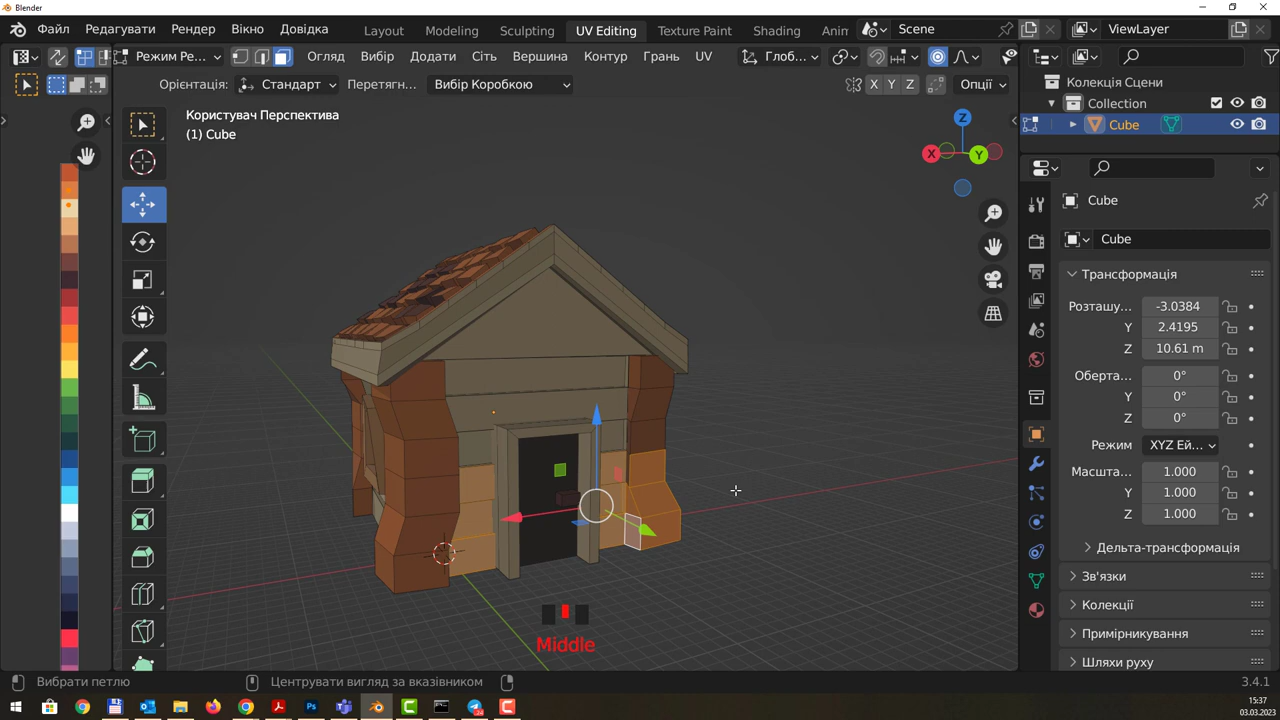 Blender
Файл Редагувати Рендер Вікно Довідка Layout Modeling Sculpting UV Editing Texture Paint Shading Anim Scene ViewLayer
Режим Ре... Огляд Вибір Додати Сіть Вершина Контур Грань UV Глоб...
Орієнтація: Стандарт Перетягн... Вибір Коробкою X Y Z Опції
Користувач Перспектива
(1) Cube
Z
X
Y
Middle
Колекція Сцени
Collection
Cube
Cube
Cube
Трансформація
Розташу... -3.0384
Y 2.4195
Z 10.61 m
Оберта... 0°
Y 0°
Z 0°
Режим XYZ Ей...
Масшта... 1.000
Y 1.000
Z 1.000
Дельта-трансформація
Зв'язки
Колекції
Примірникування
Шляхи руху
Вибрати петлю Центрувати вигляд за вказівником 3.4.1
15:37
03.03.2023